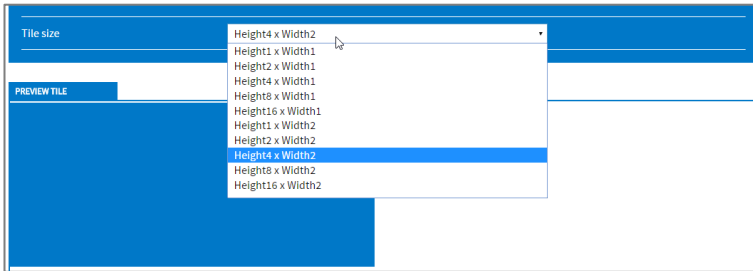 Tile size
Height4 x Width2
Height1 x Width1
Height2 x Width1
Height4 x Width1
Height8 x Width1
Height16 x Width1
Height1 x Width2
Height2 x Width2
Height4 x Width2
Height8 x Width2
Height16 x Width2
PREVIEW TILE